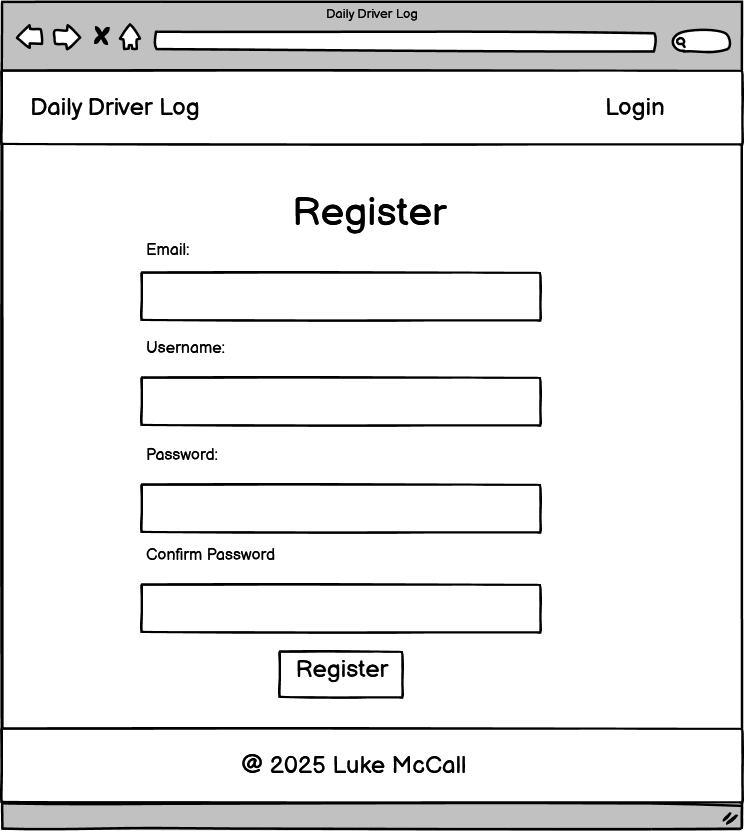 Daily Driver Log
Daily Driver Log
Login
Register
Email:
Username:
Password:
Confirm Password
Register
@ 2025 Luke McCall